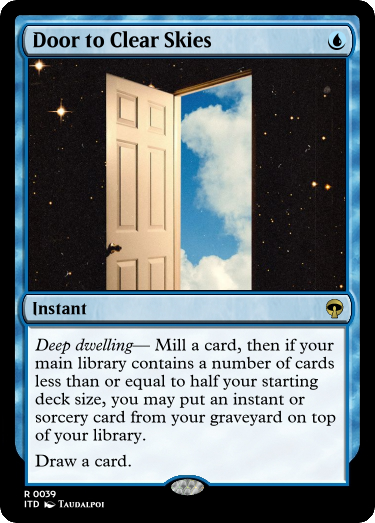 Door to Clear Skies
Instant
Deep dwelling— Mill a card, then if your
main library contains a number of cards
less than or equal to half your starting
deck size, you may put an instant or
sorcery card from your graveyard on top
of your library.
Draw a card.
R 0039
ITD Taudalpoi